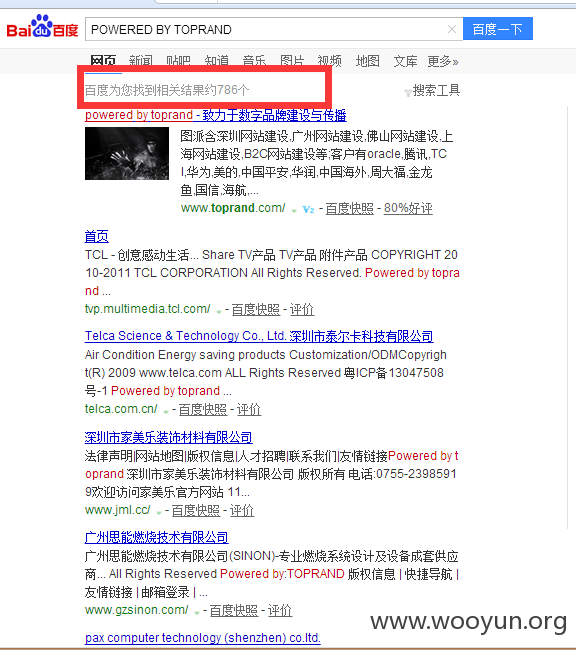 Bai du 百度 POWERED BY TOPRAND × 百度一下
网页 新闻 贴吧 知道 音乐 图片 视频 地图 文库 更多»
百度为您找到相关结果约786个 搜索工具
powered by toprand - 致力于数字品牌建设与传播
图派含深圳网站建设,广州网站建设,佛山网站建设,上
海网站建设,B2C网站建设等;客户有oracle,腾讯,TC
l,华为,美的,中国平安,华润,中国海外,周大福,金龙
鱼,国信,海航,...
www.toprand.com/ - V2 - 百度快照 - 80%好评
首页
TCL - 创意感动生活... Share TV产品 TV产品 附件产品 COPYRIGHT 20
10-2011 TCL CORPORATION All Rights Reserved. Powered by topra
nd ...
tvp.multimedia.tcl.com/ - 百度快照 - 评价
Telca Science & Technology Co., Ltd. 深圳市泰尔卡科技有限公司
Air Condition Energy saving products Customization/ODMCopyrigh
t(R) 2009 www.telca.com ALL Rights Reserved 粤ICP备13047508
号-1 Powered by toprand ...
telca.com.cn/ - 百度快照 - 评价
深圳市家美乐装饰材料有限公司
法律声明|网站地图|版权信息|人才招聘|联系我们|友情链接Powered by t
oprand 深圳市家美乐装饰材料有限公司 版权所有 电话:0755-2398591
9欢迎访问家美乐官方网站 11...
www.jml.cc/ - 百度快照 - 评价
广州思能燃烧技术有限公司
广州思能燃烧技术有限公司(SINON)-专业燃烧系统设计及设备成套供应
商... All Rights Reserved Powered by:TOPRAND 版权信息 | 快捷导航 |
友情链接 | 邮箱登录 | ...
www.gzsinon.com/ - 百度快照 - 评价
www.wooyun.org
pax computer technology (shenzhen) co.ltd.